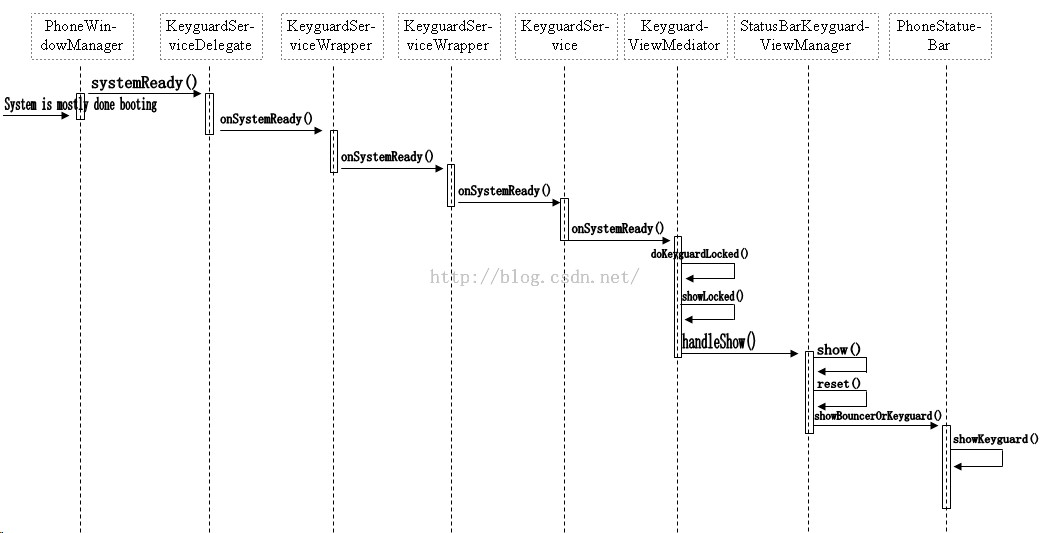 PhoneWin-
dowManager
KeyguardSer-
viceDelegate
KeyguardSer-
viceWrapper
KeyguardSer-
viceWrapper
KeyguardSer-
vice
Keyguard-
ViewMediator
StatusBarKeyguard-
ViewManager
PhoneStatue-
Bar
systemReady()
System is mostly done booting
onSystemReady()
onSystemReady()
onSystemReady()
onSystemReady()
doKeyguardLocked()
http://blog.csdn.net/
showLocked()
handleShow()
show()
reset()
showBouncerOrKeyguard()
showKeyguard()